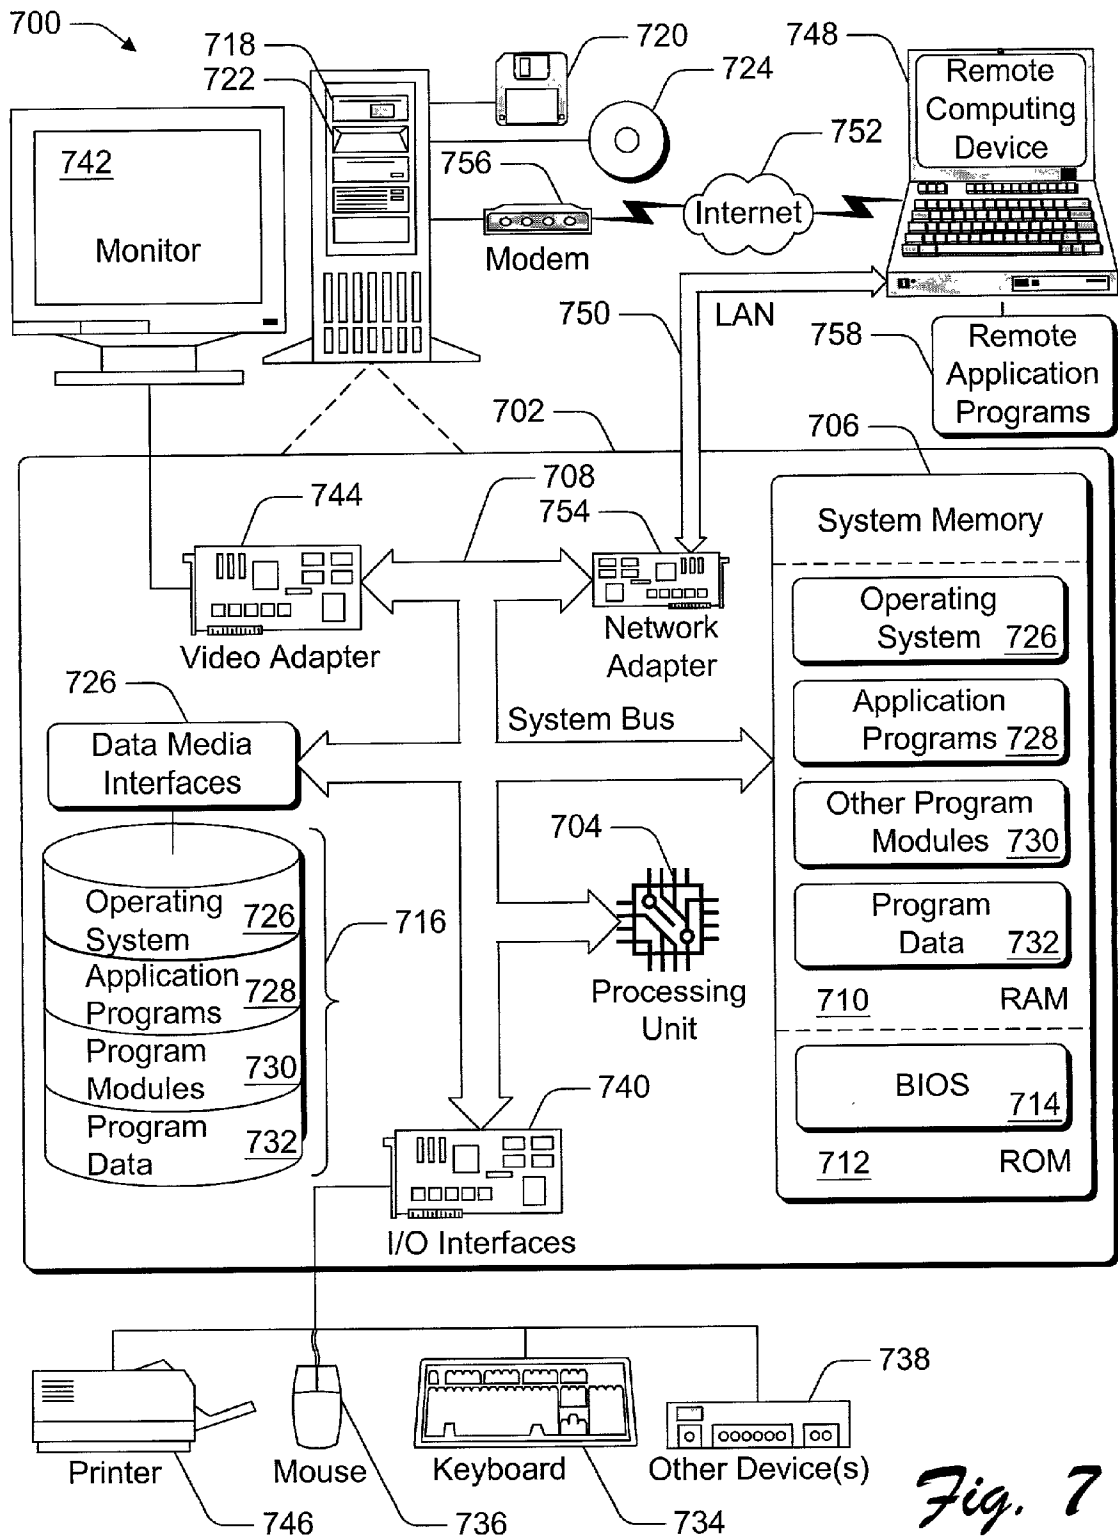 700
718
722
720
724
748
Remote
Computing
Device
742
Monitor
756
Modem
752
Internet
750
LAN
758
Remote
Application
Programs
702
706
708
744
754
System Memory
Operating
System 726
Video Adapter
Network
Adapter
726
Data Media
Interfaces
System Bus
Application
Programs 728
Other Program
Modules 730
704
Processing
Unit
Program
Data 732
710 RAM
Operating
System 726
716
Application
Programs 728
Program
Modules 730
Program
Data 732
740
I/O Interfaces
BIOS 714
712 ROM
738
Printer
Mouse
Keyboard
Other Device(s)
746
736
734
Fig. 7